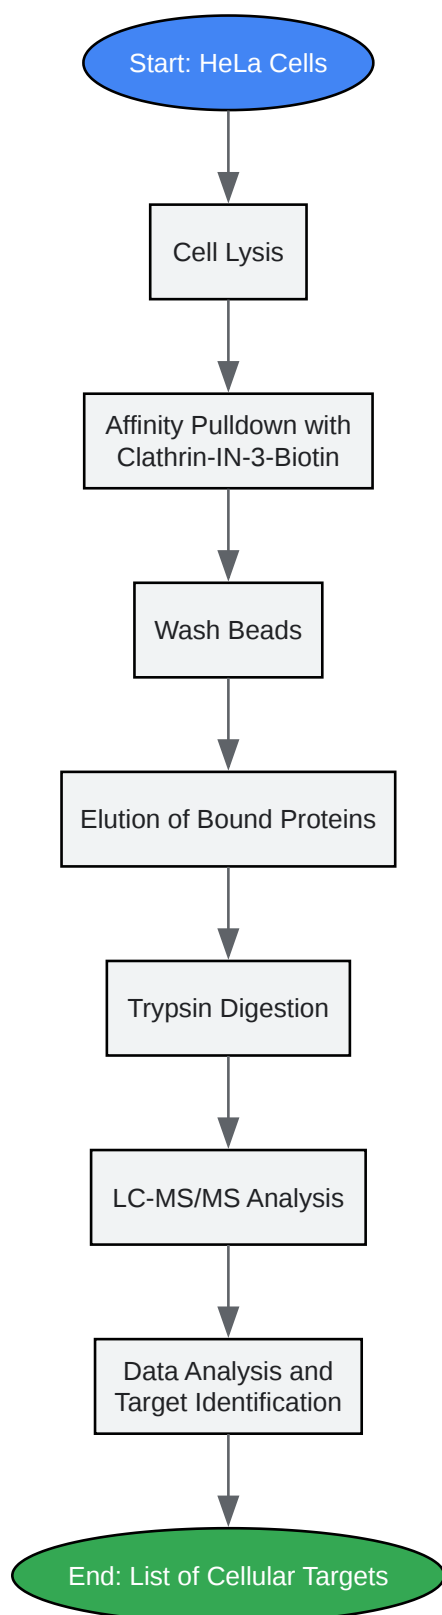 Start: HeLa Cells
Cell Lysis
Affinity Pulldown with
Clathrin-IN-3-Biotin
Wash Beads
Elution of Bound Proteins
Trypsin Digestion
LC-MS/MS Analysis
Data Analysis and
Target Identification
End: List of Cellular Targets